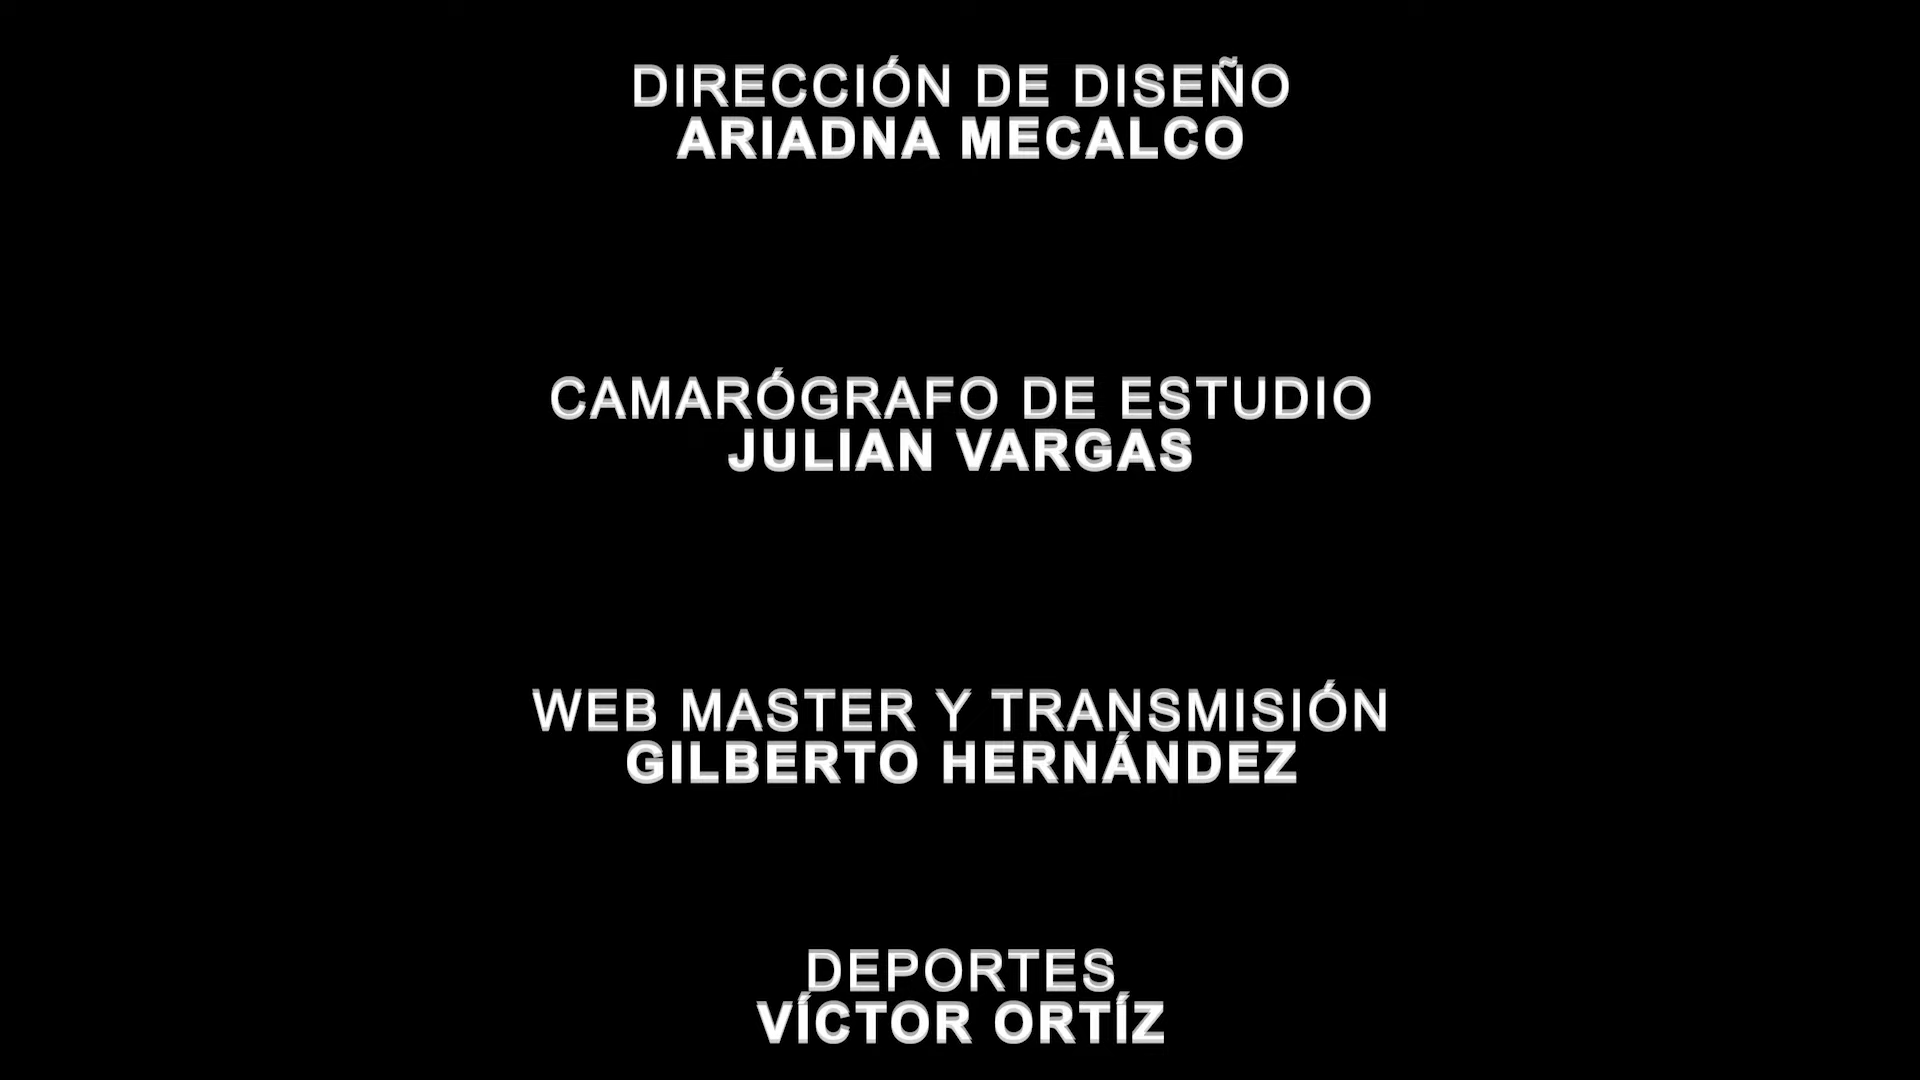 DIRECCIÓN DE DISEÑO
ARIADNA MECALCO
CAMARÓGRAFO DE ESTUDIO
JULIAN VARGAS
WEB MASTER Y TRANSMISIÓN
GILBERTO HERNÁNDEZ
DEPORTES
VÍCTOR ORTÍZ